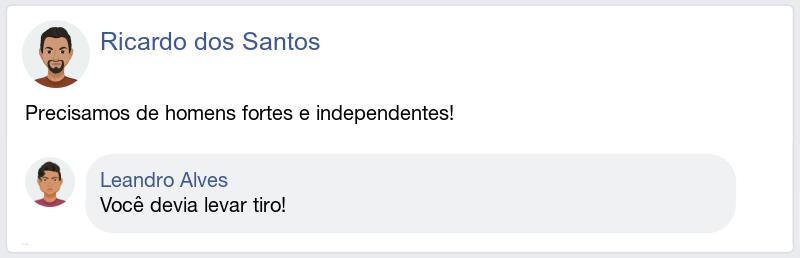 Ricardo dos Santos
Precisamos de homens fortes e independentes!
Leandro Alves
Você devia levar tiro!